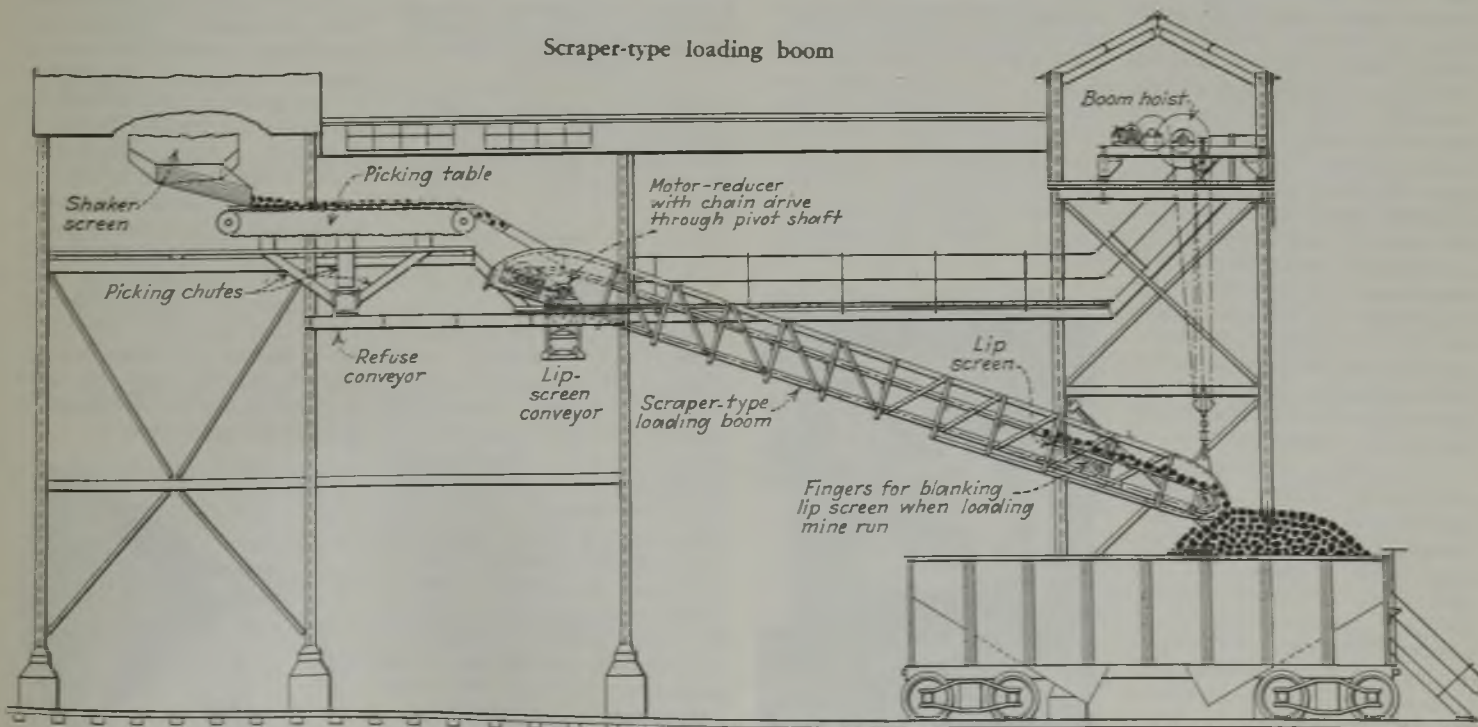 Scraper-type loading boom
Boom hoist
Shaker
screen
Picking table
Motor-reducer
with chain drive
through pivot shaft
Picking chutes
Refuse
conveyor
Lip-
screen
conveyor
Scraper-type
loading boom
Lip
screen
Fingers for blanking
lip screen when loading
mine run